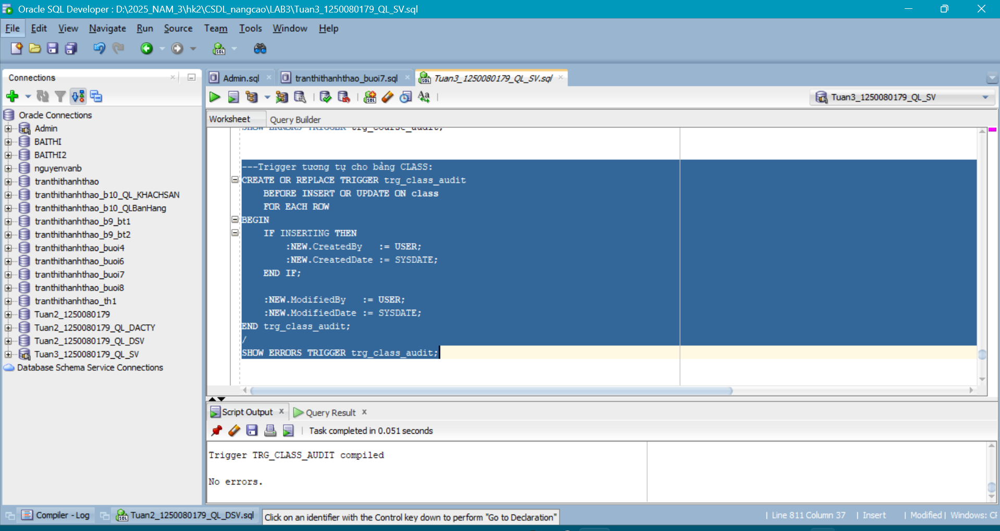 Oracle SQL Developer : D:\2025_NAM_3\hk2\CSDL_nangcao\LAB3\Tuan3_1250080179_QL_SV.sql
File Edit View Navigate Run Source Team Tools Window Help
Connections
Oracle Connections
Admin
BAITHI
BAITHI2
nguyenvanb
tranthithanhthao
tranthithanhthao_b10_QL_KHACHSAN
tranthithanhthao_b10_QLBanHang
tranthithanhthao_b9_bt1
tranthithanhthao_b9_bt2
tranthithanhthao_buoi4
tranthithanhthao_buoi6
tranthithanhthao_buoi7
tranthithanhthao_buoi8
tranthithanhthao_th1
Tuan2_1250080179
Tuan2_1250080179_QL_DACTY
Tuan2_1250080179_QL_DSV
Tuan3_1250080179_QL_SV
Database Schema Service Connections
Admin.sql tranthithanhthao_buoi7.sql Tuan3_1250080179_QL_SV.sql
Tuan3_1250080179_QL_SV
Worksheet Query Builder
SHOW ERRORS TRIGGER trg_course_audit;
---Trigger tương tự cho bảng CLASS:
CREATE OR REPLACE TRIGGER trg_class_audit
BEFORE INSERT OR UPDATE ON class
FOR EACH ROW
BEGIN
IF INSERTING THEN
:NEW.CreatedBy := USER;
:NEW.CreatedDate := SYSDATE;
END IF;
:NEW.ModifiedBy := USER;
:NEW.ModifiedDate := SYSDATE;
END trg_class_audit;
/
SHOW ERRORS TRIGGER trg_class_audit;
Script Output Query Result
Task completed in 0.051 seconds
Trigger TRG_CLASS_AUDIT compiled
No errors.
Compiler - Log Tuan2_1250080179_QL_DSV.sql Click on an identifier with the Control key down to perform "Go to Declaration" | Line 811 Column 37 | Insert | Modified | Windows: